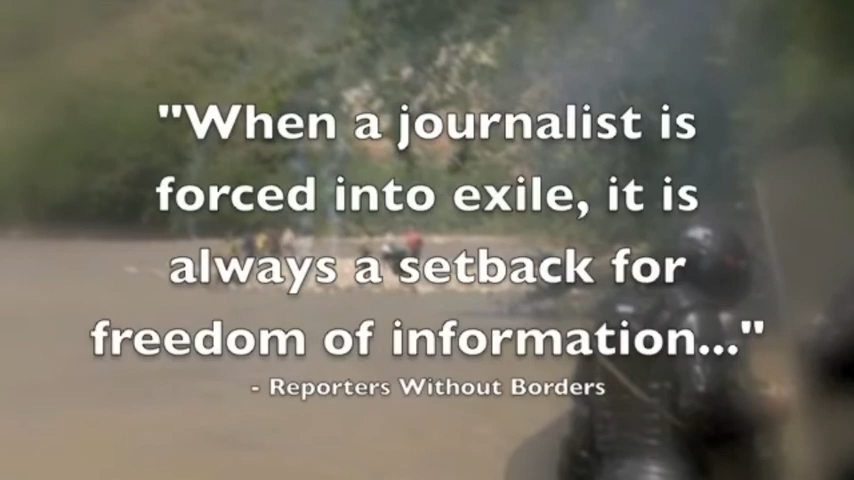 "When a journalist is
forced into exile, it is
always a setback for
freedom of information..."
- Reporters Without Borders